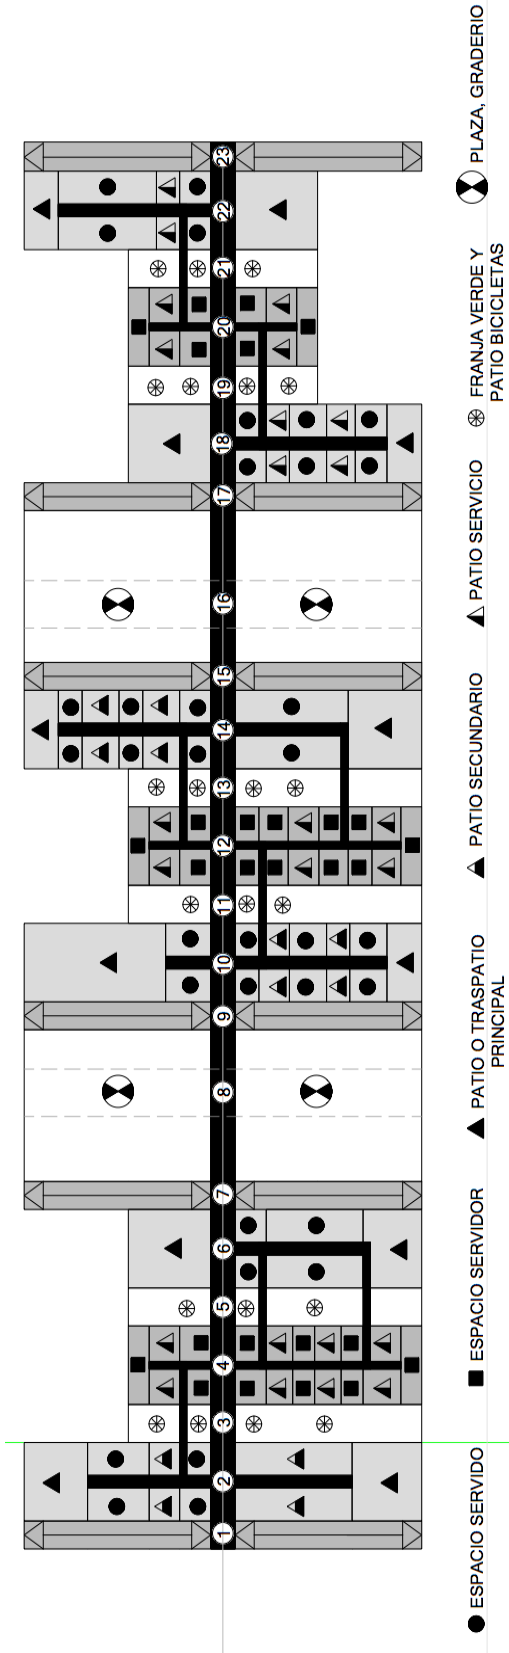 1
2
3
4
5
6
7
8
9
10
11
12
13
14
15
16
17
18
19
20
21
22
23
ESPACIO SERVIDO
ESPACIO SERVIDOR
PATIO O TRASPATIO
PRINCIPAL
PATIO SECUNDARIO
PATIO SERVICIO
FRANJA VERDE Y
PATIO BICICLETAS
PLAZA, GRADERIO